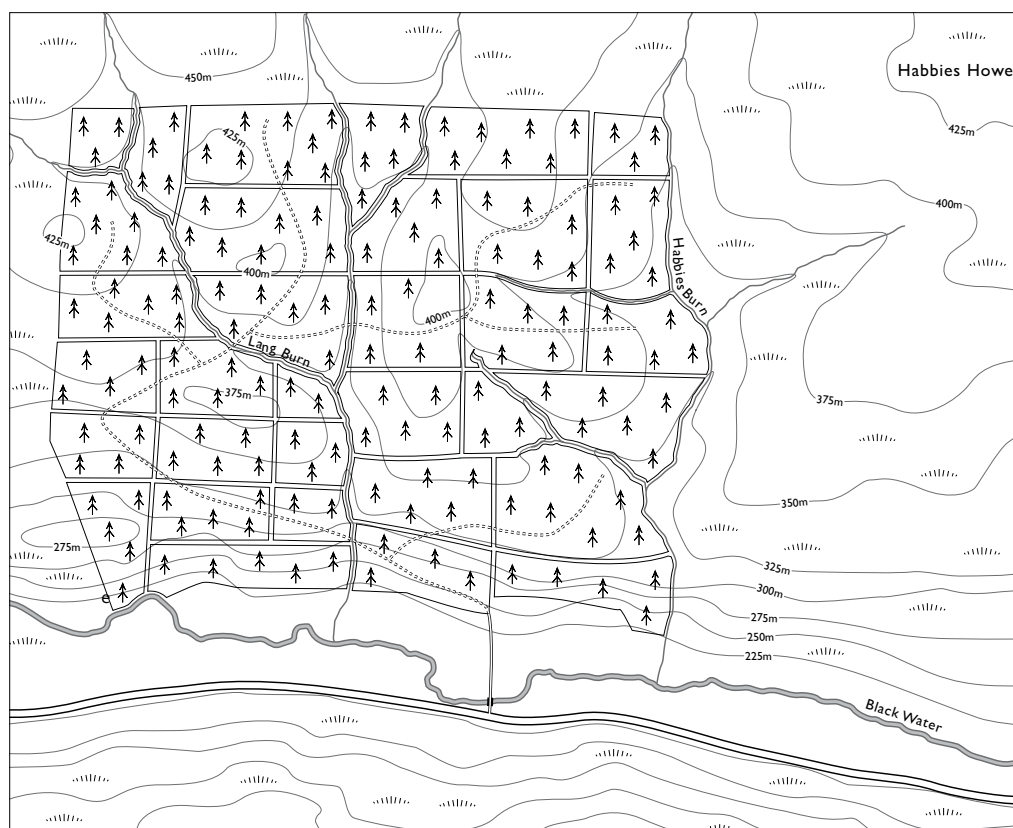 450m
Habbies Howe
425m
425m
400m
425m
400m
Habbies Burn
400m
Lang Burn
375m
375m
350m
275m
325m
300m
e
275m
250m
225m
Black Water